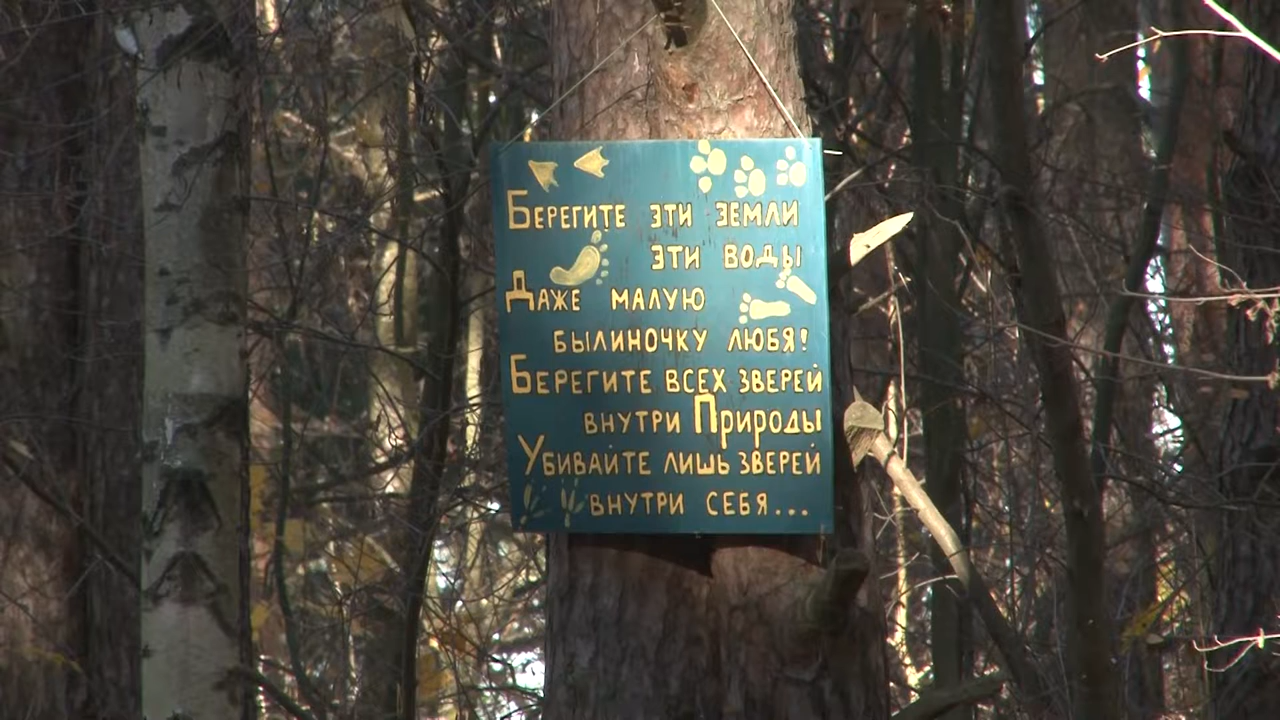 Берегите эти земли
эти воды
Даже малую
былиночку любя!
Берегите всех зверей
внутри Природы
Убивайте лишь зверей
внутри себя...